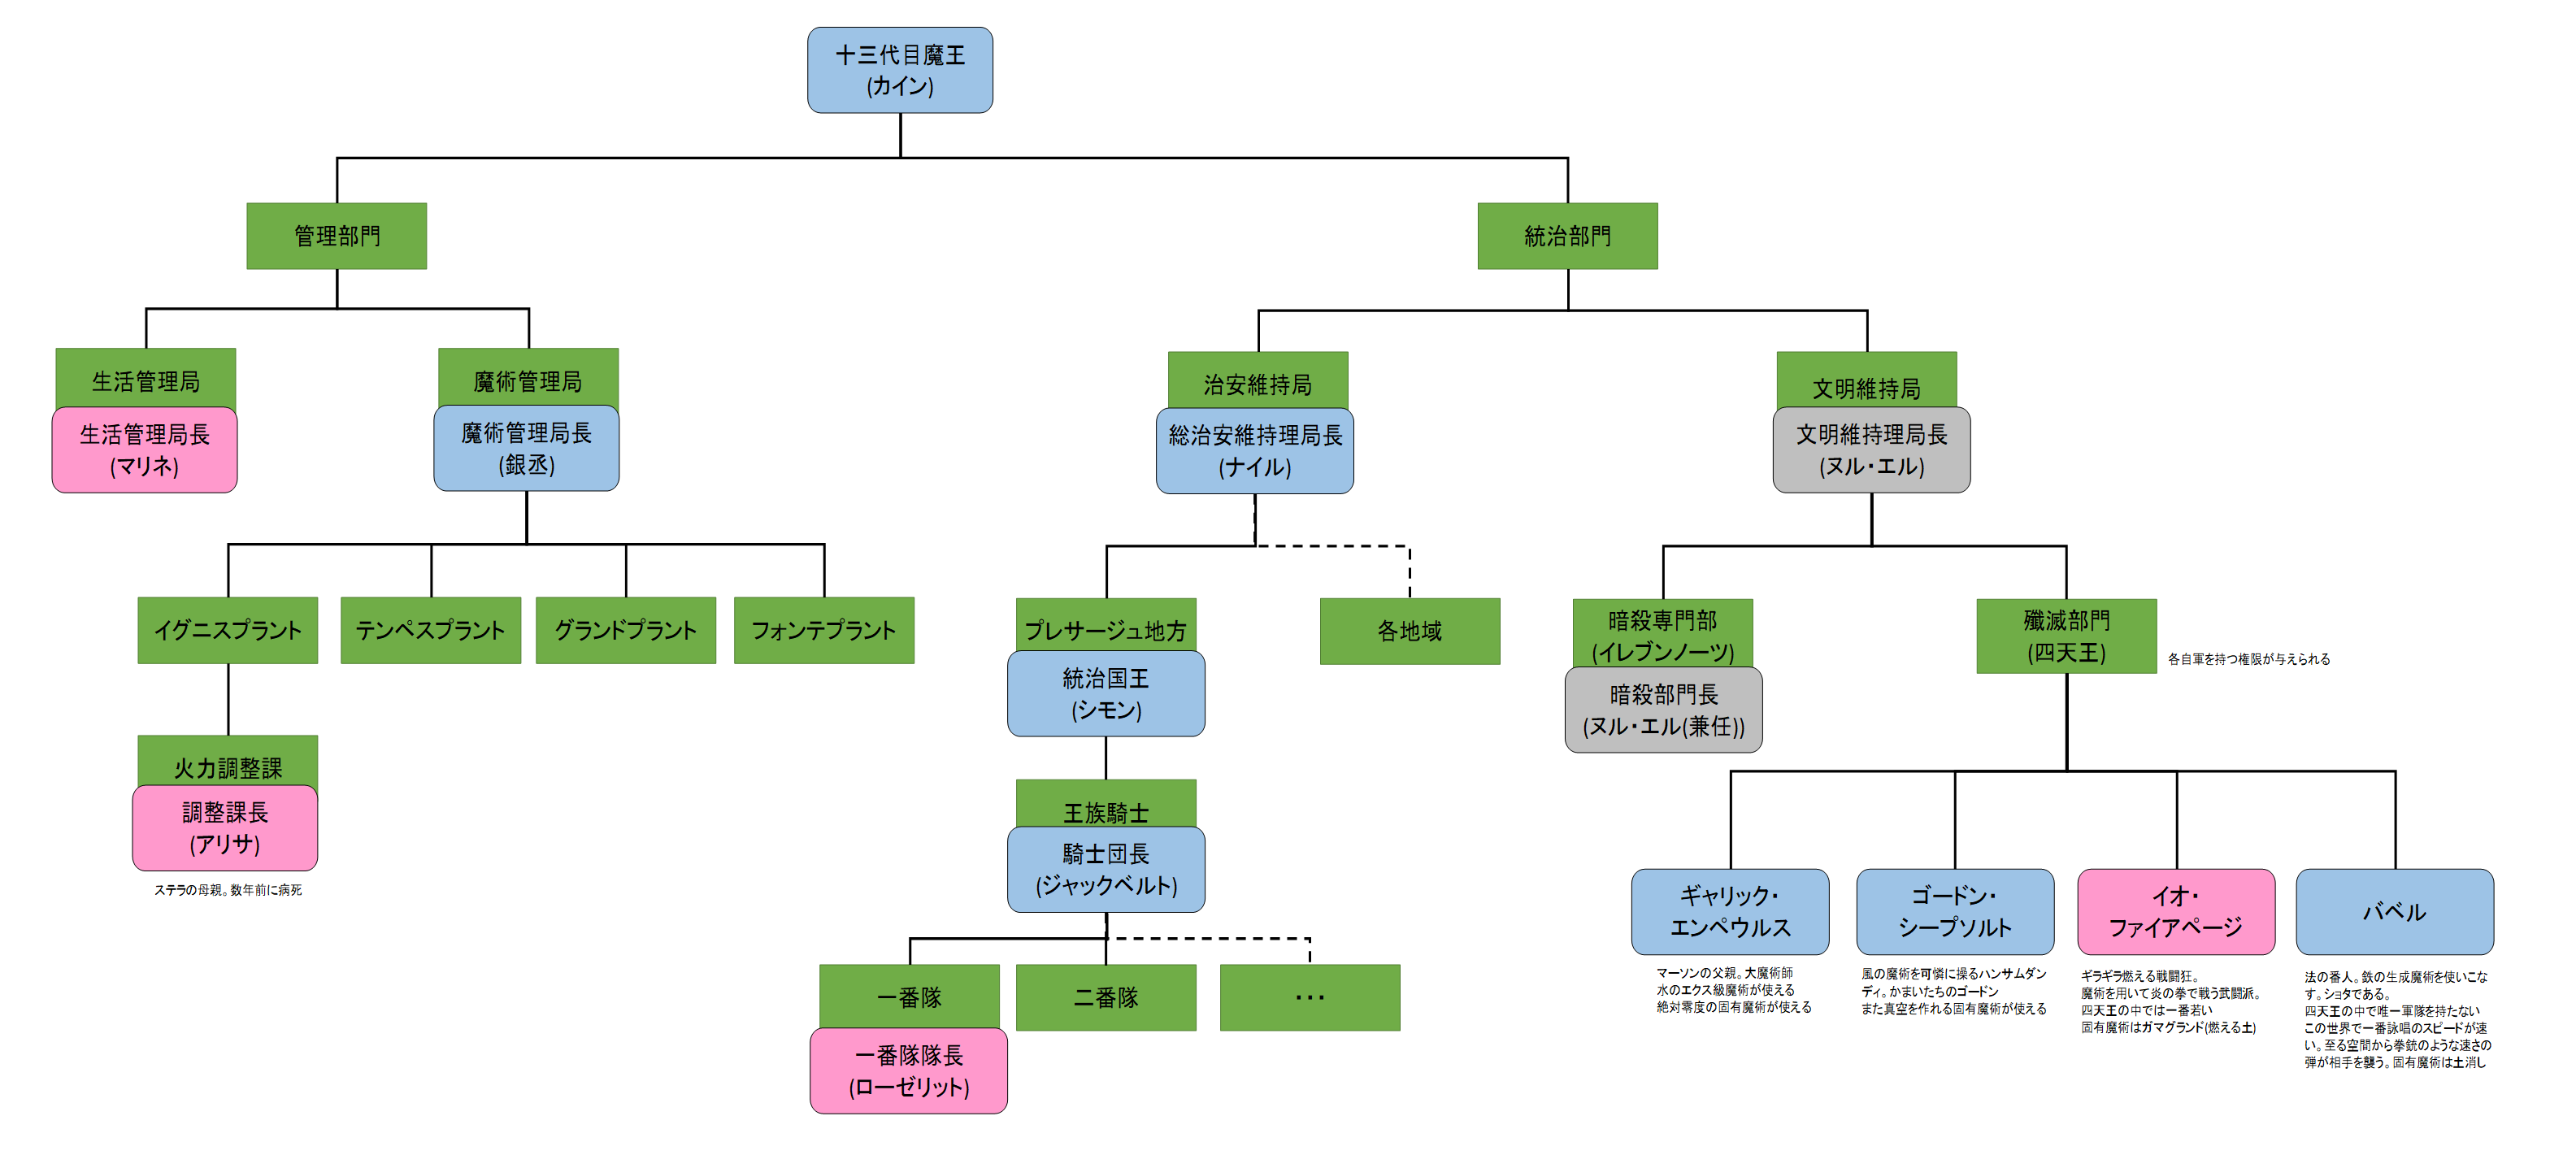 十三代目魔王
(カイン)
管理部門
統治部門
生活管理局
生活管理局長
(マリネ)
魔術管理局
魔術管理局長
(銀丞)
治安維持局
総治安維持理局長
(ナイル)
文明維持局
文明維持理局長
(ヌル・エル)
イグニスプラント
テンペスプラント
グランドプラント
フォンテプラント
プレサージュ地方
統治国王
(シモン)
各地域
暗殺専門部
(イレブンノーツ)
暗殺部門長
(ヌル・エル(兼任))
殲滅部門
(四天王)
各自軍を持つ権限が与えられる
火力調整課
調整課長
(アリサ)
ステラの母親。数年前に病死
王族騎士
騎士団長
(ジャックベルト)
ギャリック・
エンペウルス
マーソンの父親。大魔術師
水のエクス級魔術が使える
絶対零度の固有魔術が使える
ゴードン・
シープソルト
風の魔術を可憐に操るハンサムダン
ディ。かまいたちのゴードン
また真空を作れる固有魔術が使える
イオ・
ファイアページ
ギラギラ燃える戦闘狂。
魔術を用いて炎の拳で戦う武闘派。
四天王の中では一番若い
固有魔術はガマグランド(燃える土)
バベル
法の番人。鉄の生成魔術を使いこな
す。ショタである。
四天王の中で唯一軍隊を持たない
この世界で一番詠唱のスピードが速
い。至る空間から拳銃のような速さの
弾が相手を襲う。固有魔術は土消し
一番隊
一番隊隊長
(ローゼリット)
二番隊
・・・